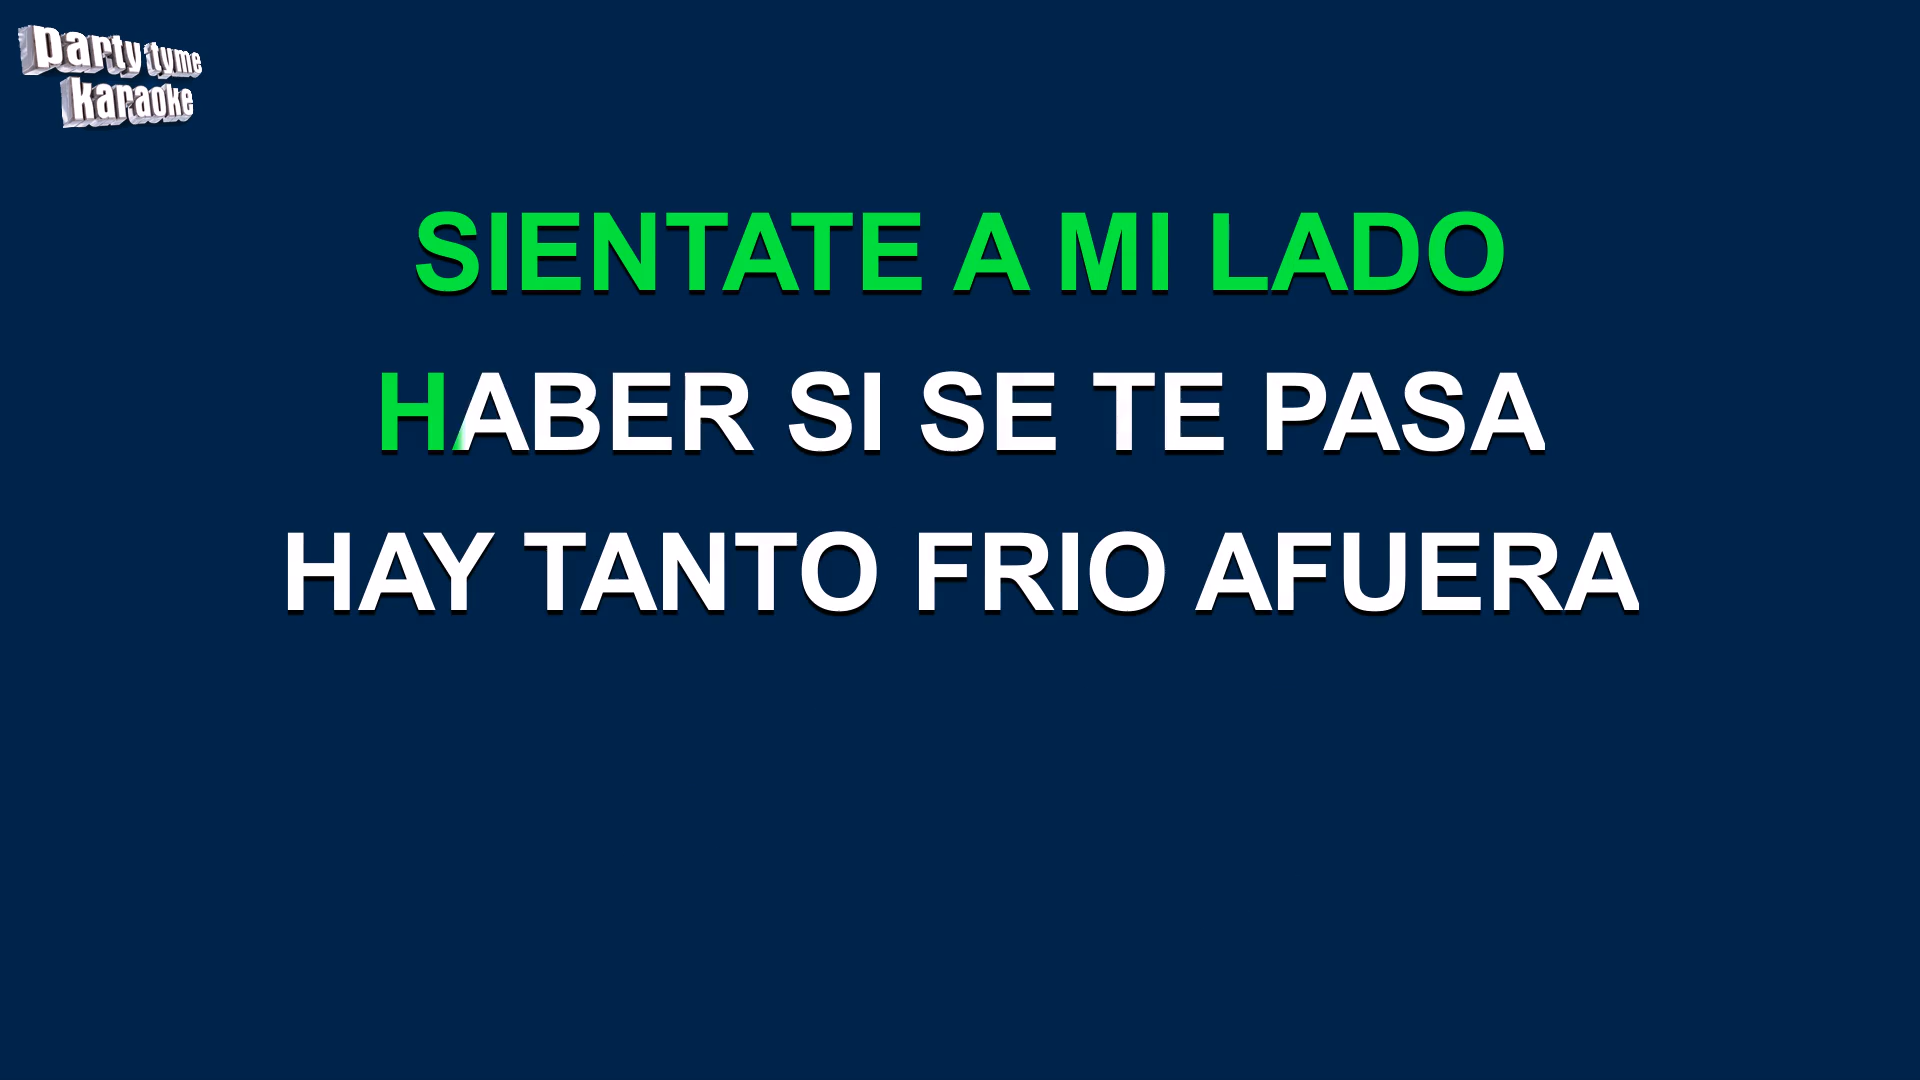 party tyme
karaoke
SIENTATE A MI LADO
HABER SI SE TE PASA
HAY TANTO FRIO AFUERA